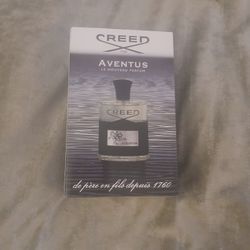 CREED
AVENTUS
LE NOUVEAU PARFUM
de père en fils depuis 1760